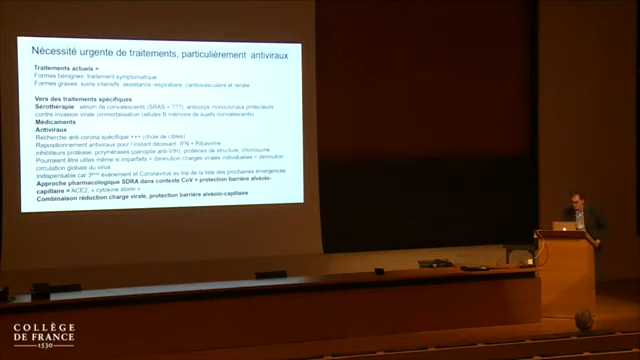 Nécessité urgente de traitements, particulièrement antiviraux
Traitements actuels =
Formes bénignes: traitement symptomatique
Formes graves: soins intensifs, assistance respiratoire, cardiovasculaire et rénale
Vers des traitements spécifiques
Sérothérapie : sérum de convalescents (SRAS = ???), anticorps monoclonaux protecteurs
contre invasion virale (immortalisation cellules B mémoire de sujets convalescents)
Médicaments
Antiviraux
Recherche anti-corona spécifique +++ (choix de cibles)
Repositionnement antiviraux pour l'instant décevant, IFN + Ribavirine
Inhibiteurs protéase, polymérases (panoplie anti-VIH), protéines de structure, chloroquine
Pourraient être utiles même si imparfaits = diminution charges virales individuelles = diminution
circulation globale du virus
Indispensable car 3ème événement et Coronavirus au top de la liste des prochaines émergences
Approche pharmacologique SDRA dans contexte CoV = protection barrière alvéolo-
capillaire = ACE2, « cytokine storm »
Combinaison réduction charge virale, protection barrière alvéolo-capillaire
COLLÈGE
DE FRANCE
1530